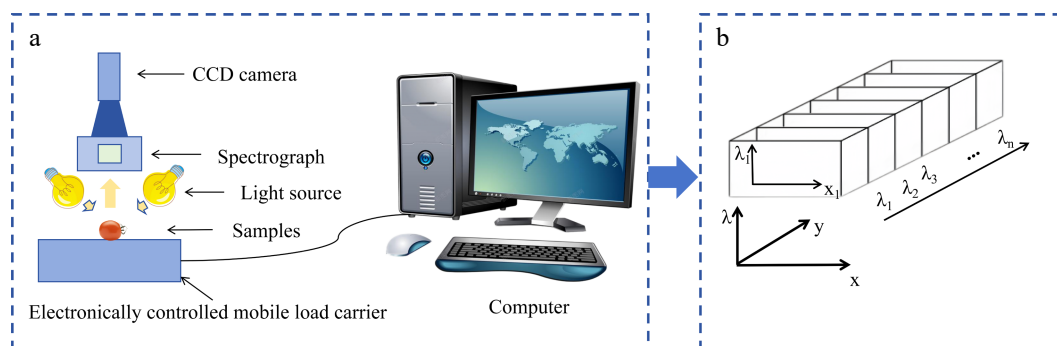 a
CCD camera
Spectrograph
Light source
Samples
Electronically controlled mobile load carrier
Computer
b
λ₁
x₁
λ₁ λ₂ λ₃ ... λₙ
λ
y
x